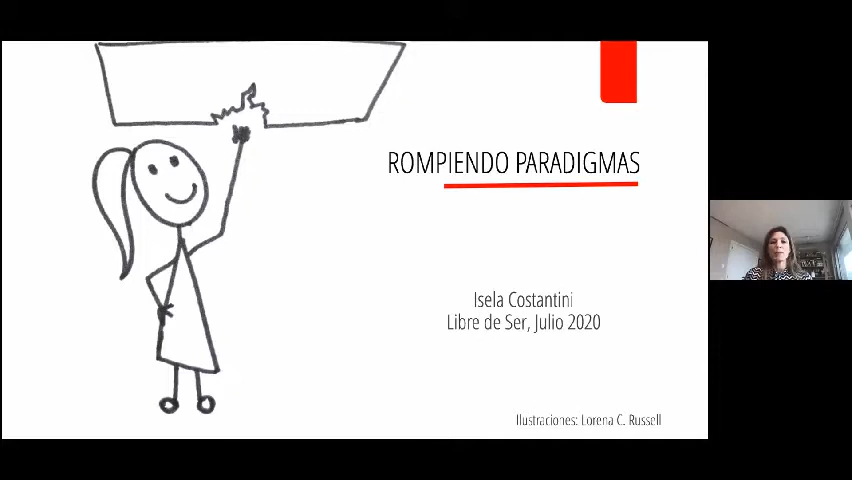 ROMPIENDO PARADIGMAS
Isela Costantini
Libre de Ser, Julio 2020
Ilustraciones: Lorena C. Russell